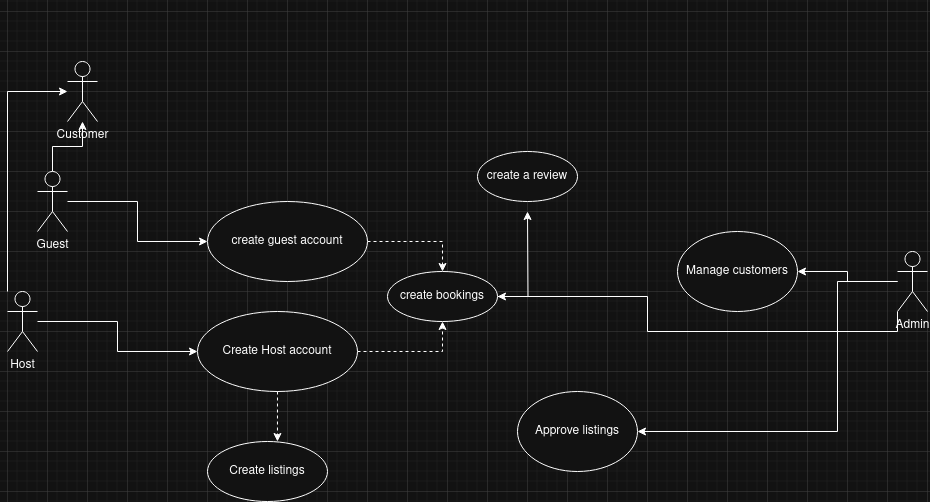 Customer
create a review
Guest
create guest account
Manage customers
create bookings
Admin
Host
Create Host account
Approve listings
Create listings